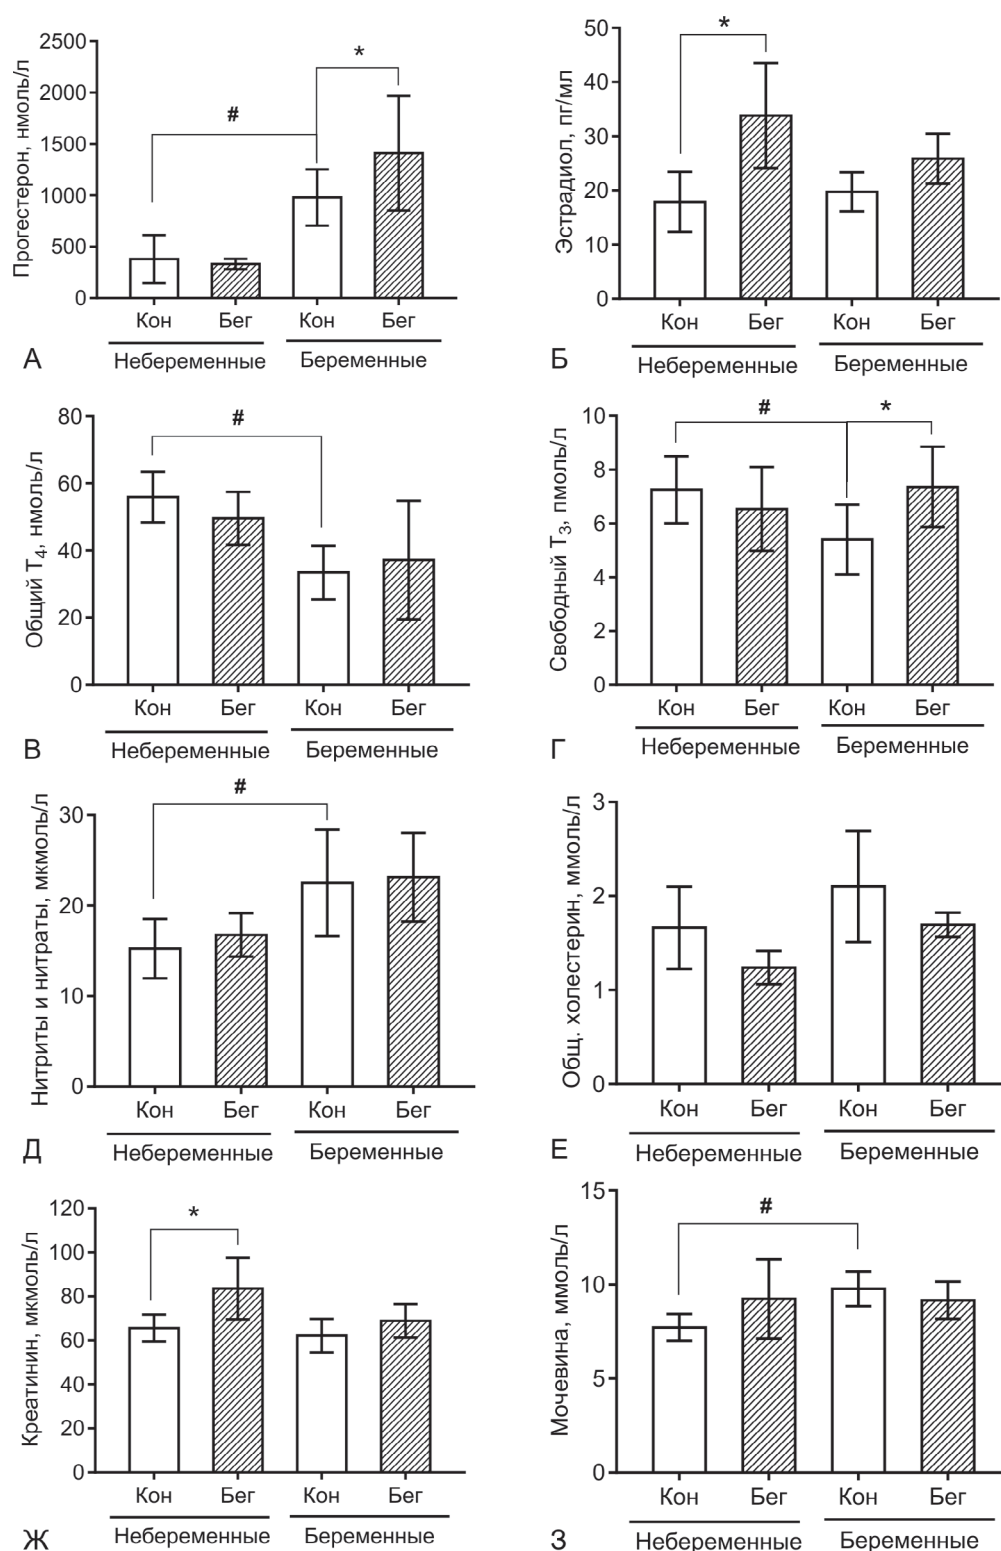 Прогестерон, нмоль/л
2500
2000
1500
1000
500
0
#
*
Кон Бег Кон Бег
Небеременные Беременные
А
Эстрадиол, пг/мл
50
40
30
20
10
0
*
Кон Бег Кон Бег
Небеременные Беременные
Б
Общий Т4, нмоль/л
80
60
40
20
0
#
Кон Бег Кон Бег
Небеременные Беременные
В
Свободный Т3, пмоль/л
10
8
6
4
2
0
# *
Кон Бег Кон Бег
Небеременные Беременные
Г
Нитриты и нитраты, мкмоль/л
30
20
10
0
#
Кон Бег Кон Бег
Небеременные Беременные
Д
Общ. холестерин, ммоль/л
3
2
1
0
Кон Бег Кон Бег
Небеременные Беременные
Е
Креатинин, мкмоль/л
120
100
80
60
40
20
0
*
Кон Бег Кон Бег
Небеременные Беременные
Ж
Мочевина, ммоль/л
15
10
5
0
#
Кон Бег Кон Бег
Небеременные Беременные
З